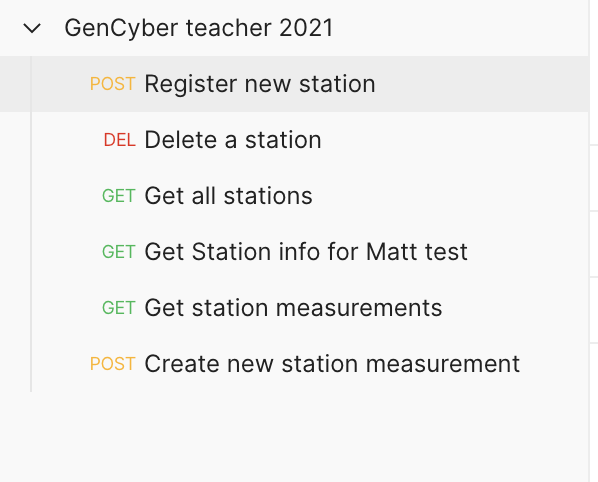 GenCyber teacher 2021
POST Register new station
DEL Delete a station
GET Get all stations
GET Get Station info for Matt test
GET Get station measurements
POST Create new station measurement